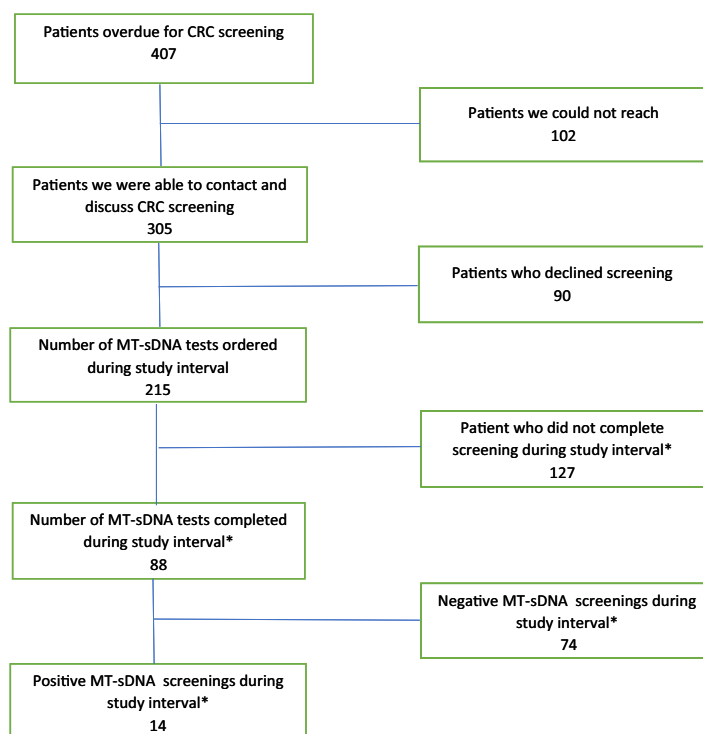 Patients overdue for CRC screening
407
Patients we could not reach
102
Patients we were able to contact and
discuss CRC screening
305
Patients who declined screening
90
Number of MT-sDNA tests ordered
during study interval
215
Patient who did not complete
screening during study interval*
127
Number of MT-sDNA tests completed
during study interval*
88
Negative MT-sDNA screenings during
study interval*
74
Positive MT-sDNA screenings during
study interval*
14